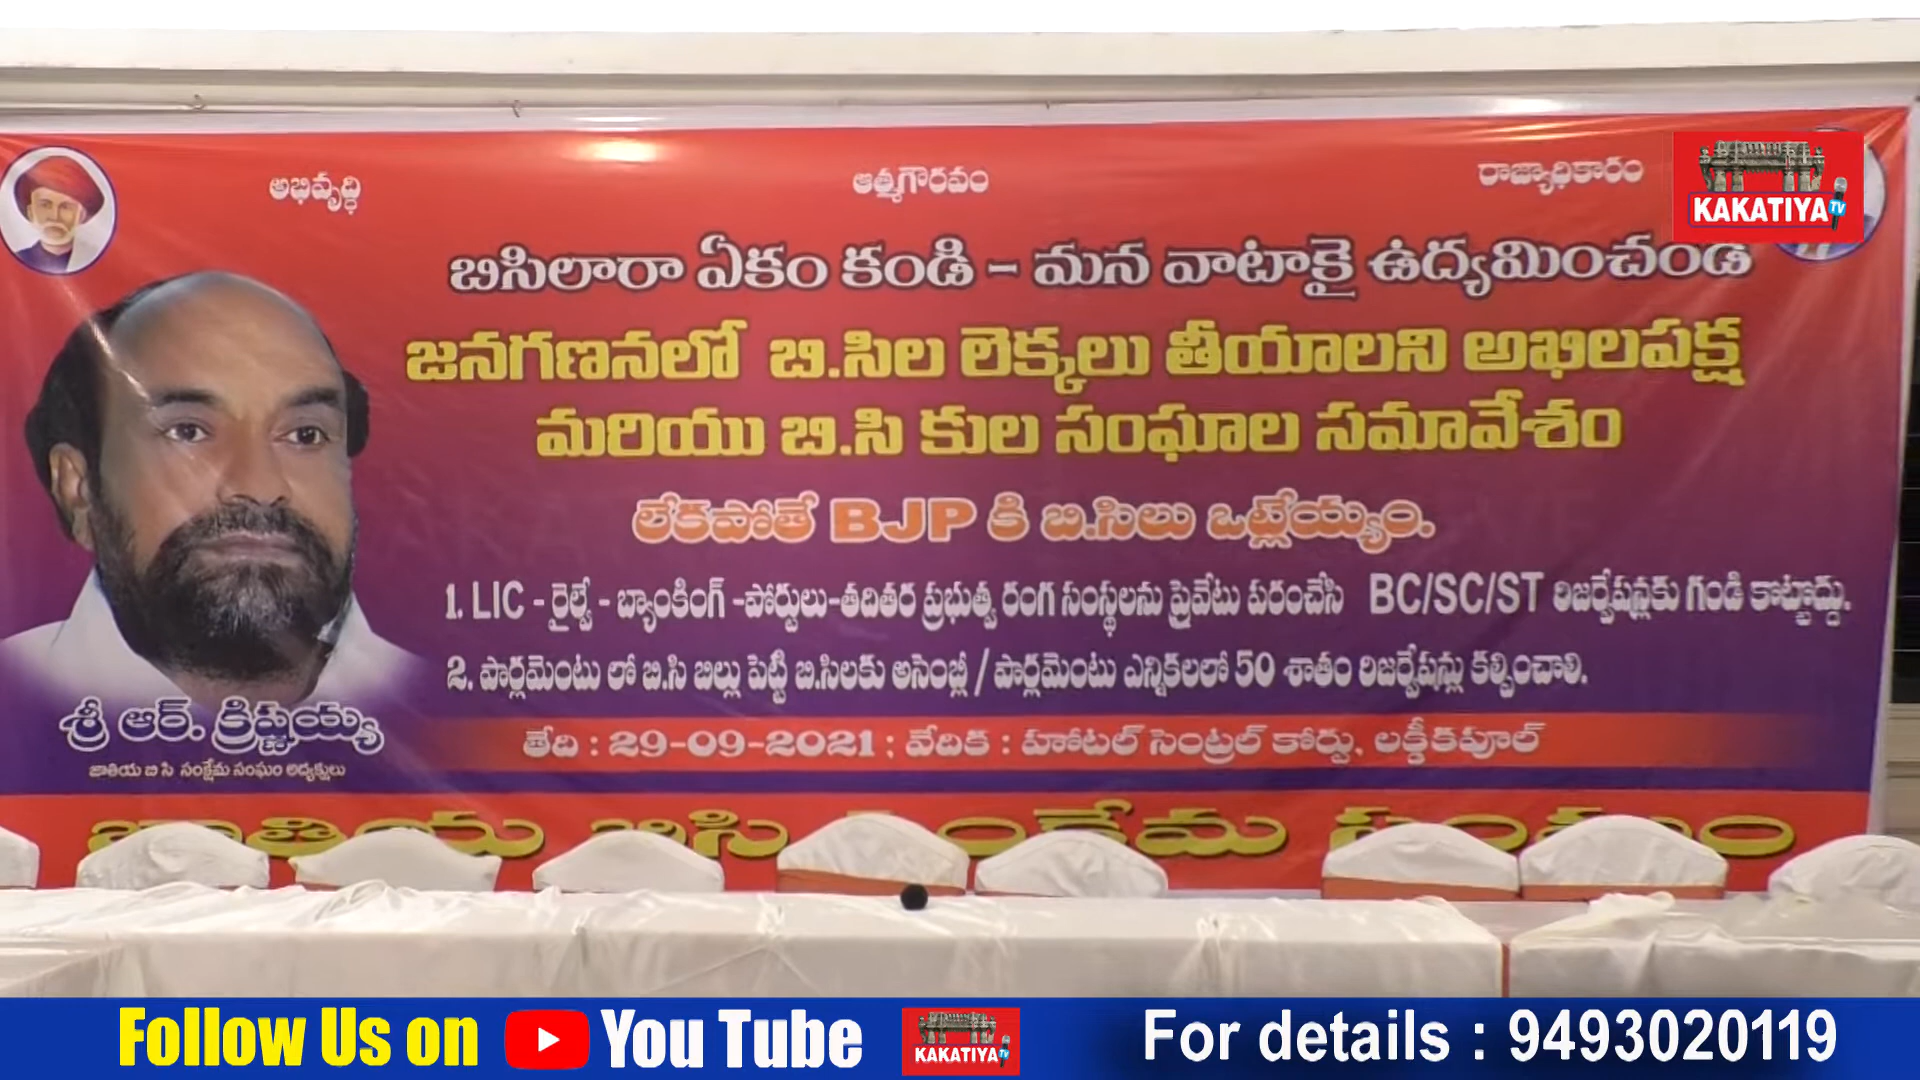 అభివృద్ధి ఆత్మగౌరవం రాజ్యాధికారం
KAKATIYA TV
బిసిలారా ఏకం కండి - మన వాటాకై ఉద్యమించండి
జనగణనలో బి.సిల లెక్కలు తీయాలని అఖిలపక్ష
మరియు బి.సి కుల సంఘాల సమావేశం
లేకపోతే BJP కి బి.సిలు ఒట్లేయ్యం.
1. LIC - రైల్వే - బ్యాంకింగ్ -పోర్టులు-తదితర ప్రభుత్వ రంగ సంస్థలను ప్రైవేటు పరంచేసి BC/SC/ST రిజర్వేషన్లకు గండి కొట్టొద్దు.
2. పార్లమెంటు లో బి.సి బిల్లు పెట్టి బి.సిలకు అసెంబ్లీ / పార్లమెంటు ఎన్నికలలో 50 శాతం రిజర్వేషన్లు కల్పించాలి.
శ్రీ ఆర్. క్రిష్ణయ్య
జాతియ బి సి సంక్షేమ సంఘం అధ్యక్షులు
తేది : 29-09-2021 ; వేదిక : హోటల్ సెంట్రల్ కోర్టు, లక్డీకపూల్
జాతియ బిసి సంక్షేమ సంఘం
Follow Us on You Tube KAKATIYA TV For details : 9493020119